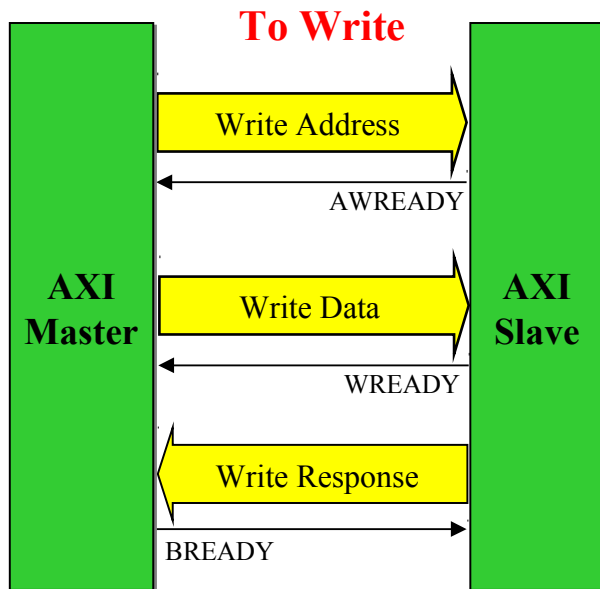 To Write
Write Address
AWREADY
AXI
Master
Write Data
AXI
Slave
WREADY
Write Response
BREADY